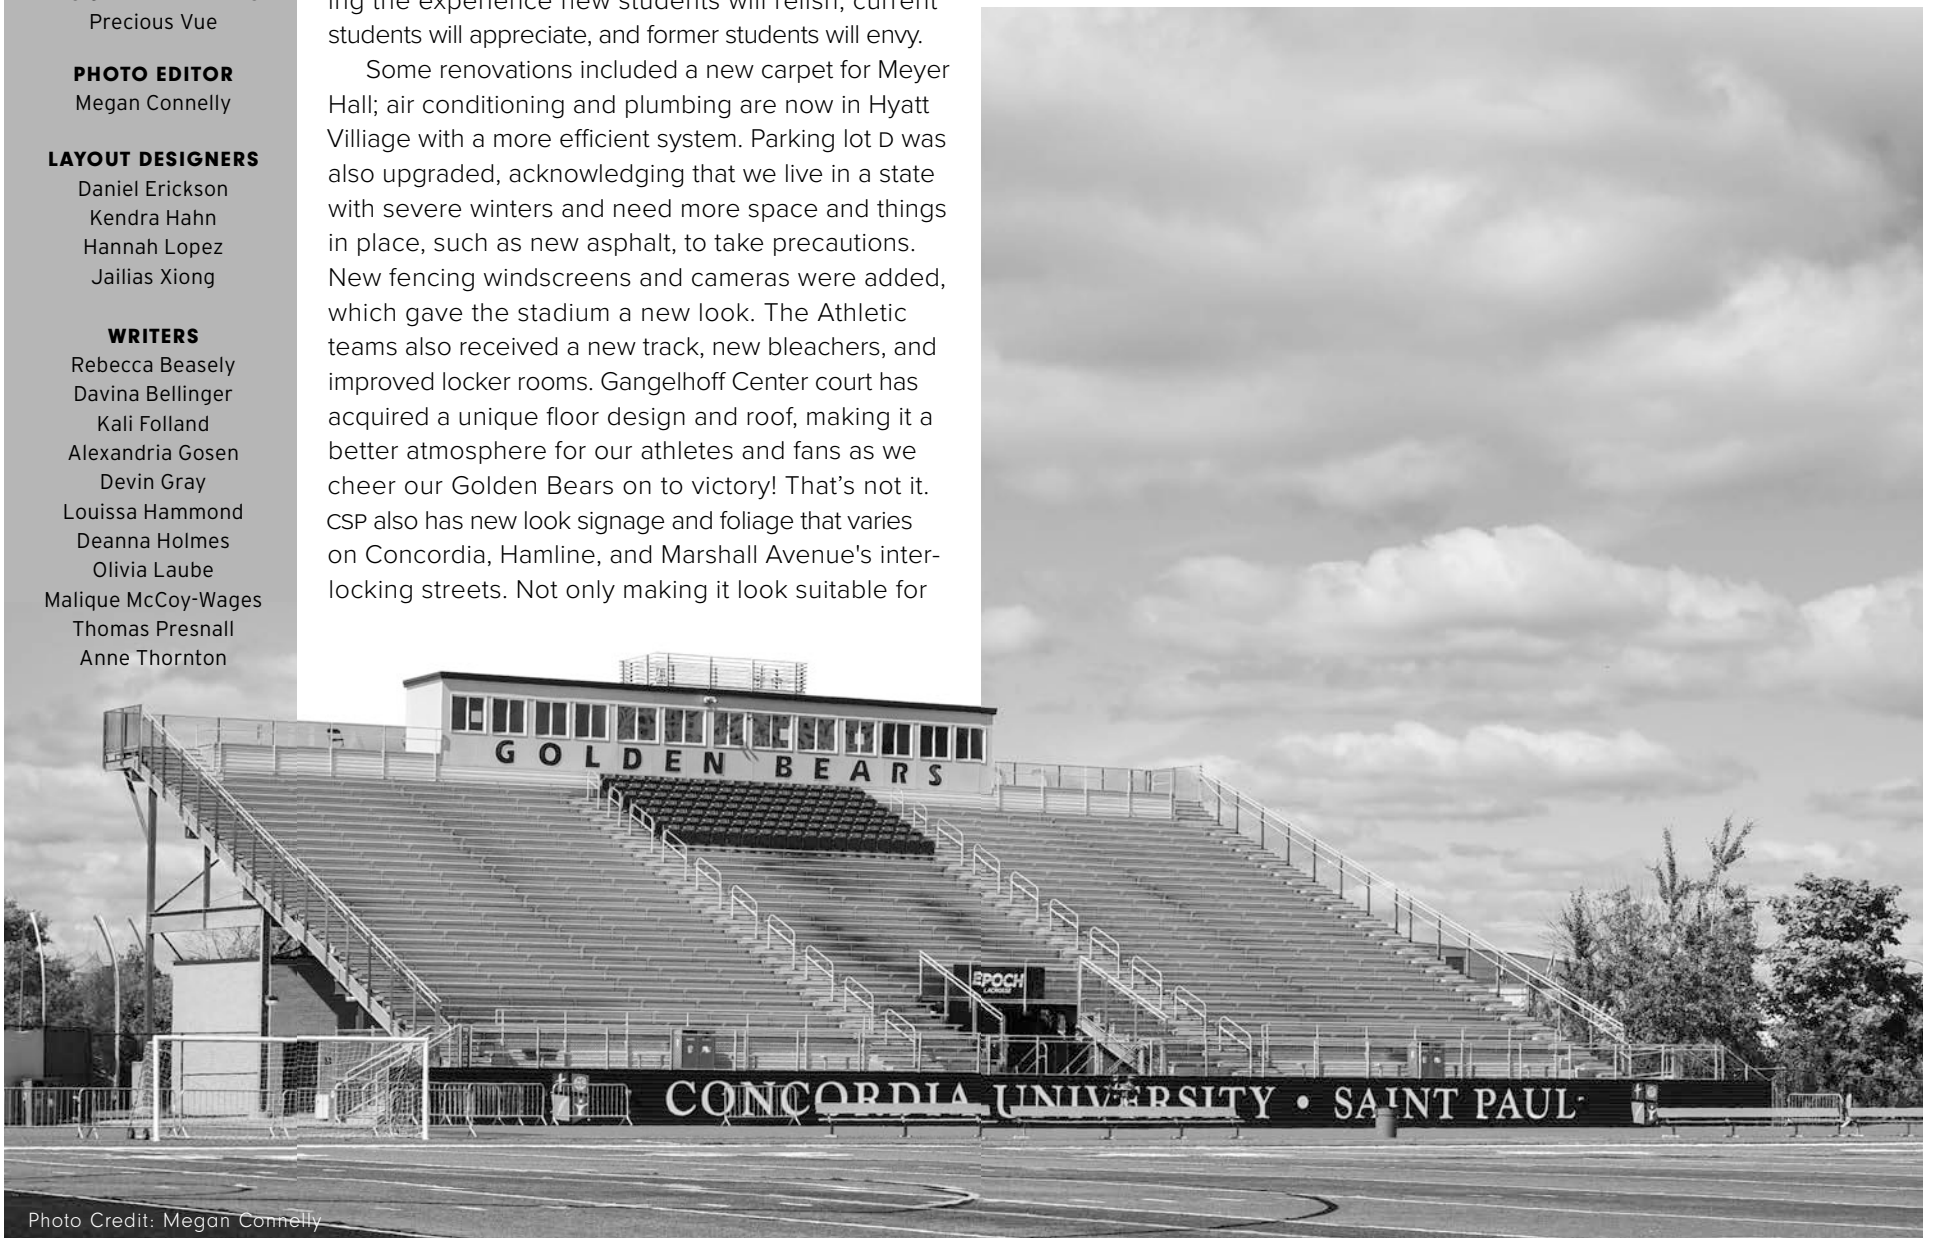 Precious Vue
PHOTO EDITOR
Megan Connelly
LAYOUT DESIGNERS
Daniel Erickson
Kendra Hahn
Hannah Lopez
Jailias Xiong
WRITERS
Rebecca Beasely
Davina Bellinger
Kali Folland
Alexandria Gosen
Devin Gray
Louissa Hammond
Deanna Holmes
Olivia Laube
Malique McCoy-Wages
Thomas Presnall
Anne Thornton
ing the experience new students will relish, current
students will appreciate, and former students will envy.
Some renovations included a new carpet for Meyer
Hall; air conditioning and plumbing are now in Hyatt
Villiage with a more efficient system. Parking lot D was
also upgraded, acknowledging that we live in a state
with severe winters and need more space and things
in place, such as new asphalt, to take precautions.
New fencing windscreens and cameras were added,
which gave the stadium a new look. The Athletic
teams also received a new track, new bleachers, and
improved locker rooms. Gangelhoff Center court has
acquired a unique floor design and roof, making it a
better atmosphere for our athletes and fans as we
cheer our Golden Bears on to victory! That’s not it.
CSP also has new look signage and foliage that varies
on Concordia, Hamline, and Marshall Avenue's inter-
locking streets. Not only making it look suitable for
GOLDEN BEARS
EPOCH
LACROSSE
CONCORDIA UNIVERSITY • SAINT PAUL
Photo Credit: Megan Connelly